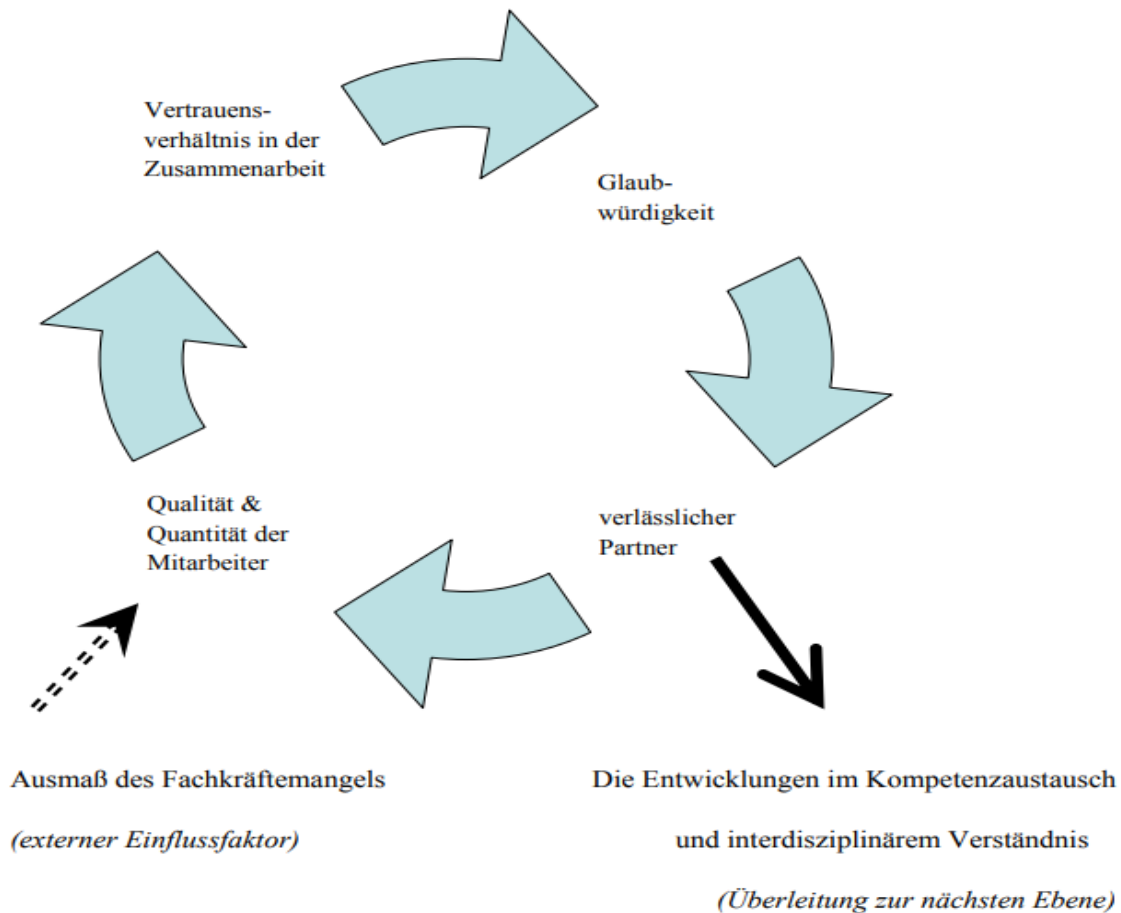 Vertrauens-
verhältnis in der
Zusammenarbeit
Glaub-
würdigkeit
verlässlicher
Partner
Qualität &
Quantität der
Mitarbeiter
Ausmaß des Fachkräftemangels
(externer Einflussfaktor)
Die Entwicklungen im Kompetenzaustausch
und interdisziplinärem Verständnis
(Überleitung zur nächsten Ebene)